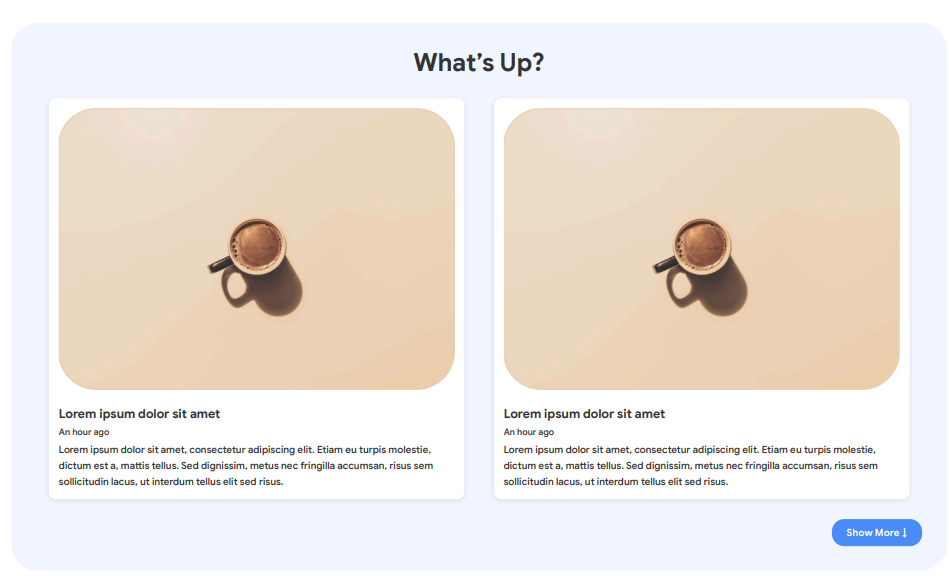 What’s Up?
Lorem ipsum dolor sit amet
An hour ago
Lorem ipsum dolor sit amet, consectetur adipiscing elit. Etiam eu turpis molestie,
dictum est a, mattis tellus. Sed dignissim, metus nec fringilla accumsan, risus sem
sollicitudin lacus, ut interdum tellus elit sed risus.
Lorem ipsum dolor sit amet
An hour ago
Lorem ipsum dolor sit amet, consectetur adipiscing elit. Etiam eu turpis molestie,
dictum est a, mattis tellus. Sed dignissim, metus nec fringilla accumsan, risus sem
sollicitudin lacus, ut interdum tellus elit sed risus.
Show More ↓